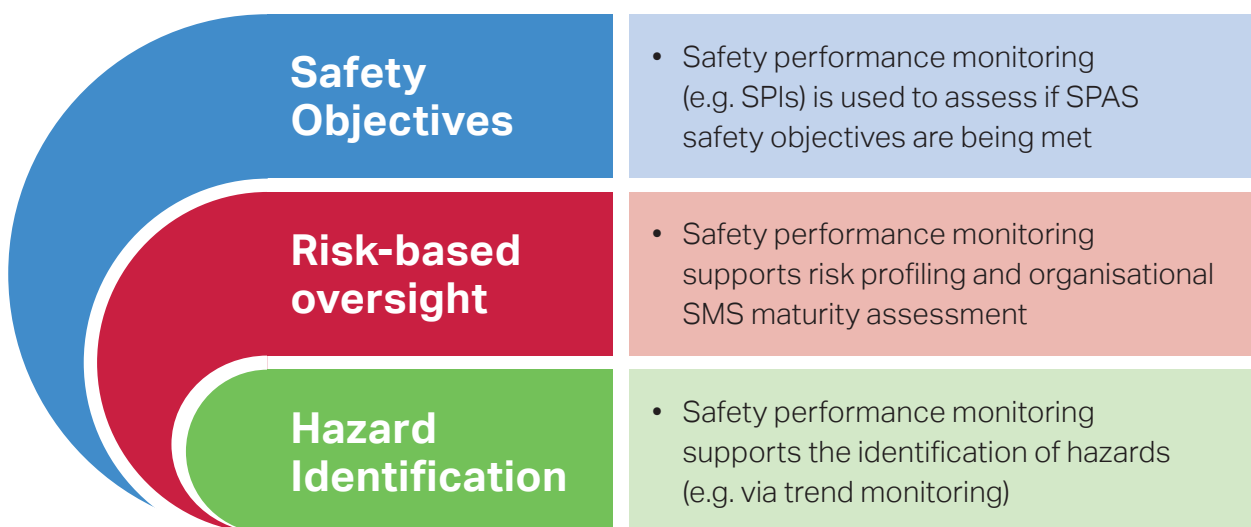 Safety
Objectives
• Safety performance monitoring
(e.g. SPIs) is used to assess if SPAS
safety objectives are being met
Risk-based
oversight
• Safety performance monitoring
supports risk profiling and organisational
SMS maturity assessment
Hazard
Identification
• Safety performance monitoring
supports the identification of hazards
(e.g. via trend monitoring)